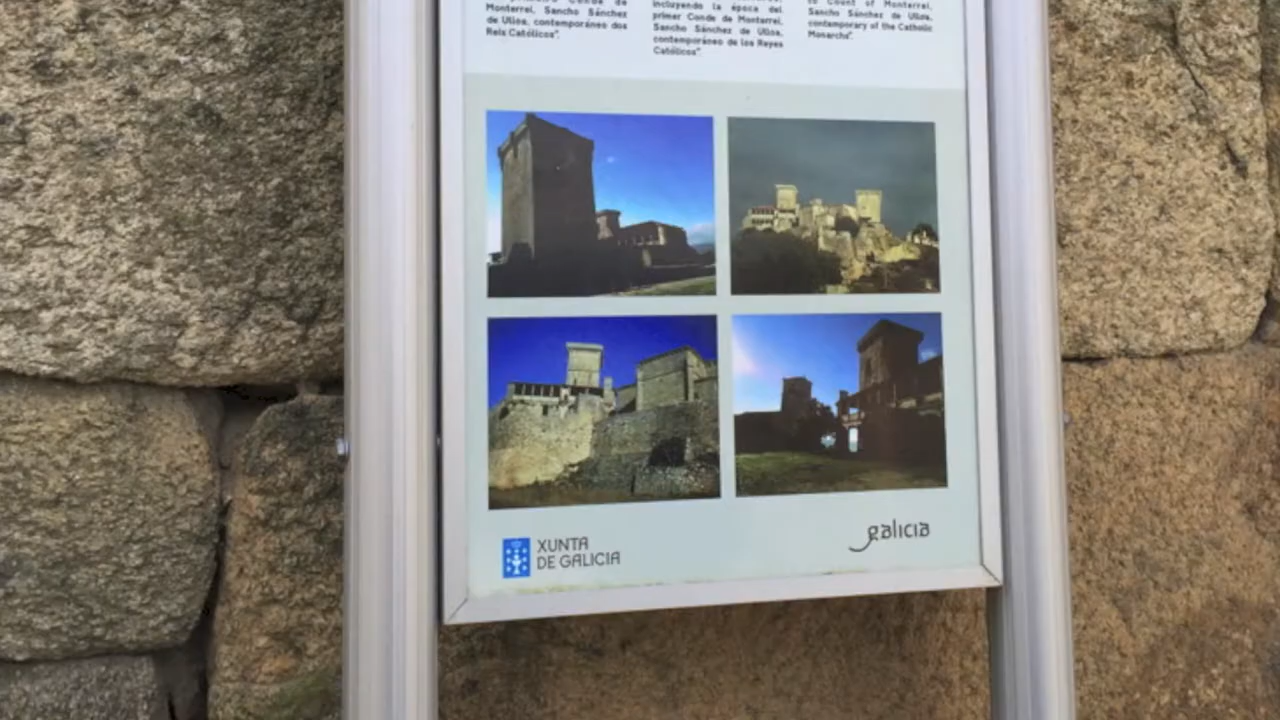 Monterrei, Sancho Sánchez
de Ulloa, contemporáneo dos
Reis Católicos".
incluyendo la época del
primer Conde de Monterrei,
Sancho Sánchez de Ulloa,
contemporáneo de los Reyes
Católicos".
Count of Monterrei,
Sancho Sánchez de Ulloa,
contemporary of the Catholic
Monarchs".
XUNTA
DE GALICIA
galicia